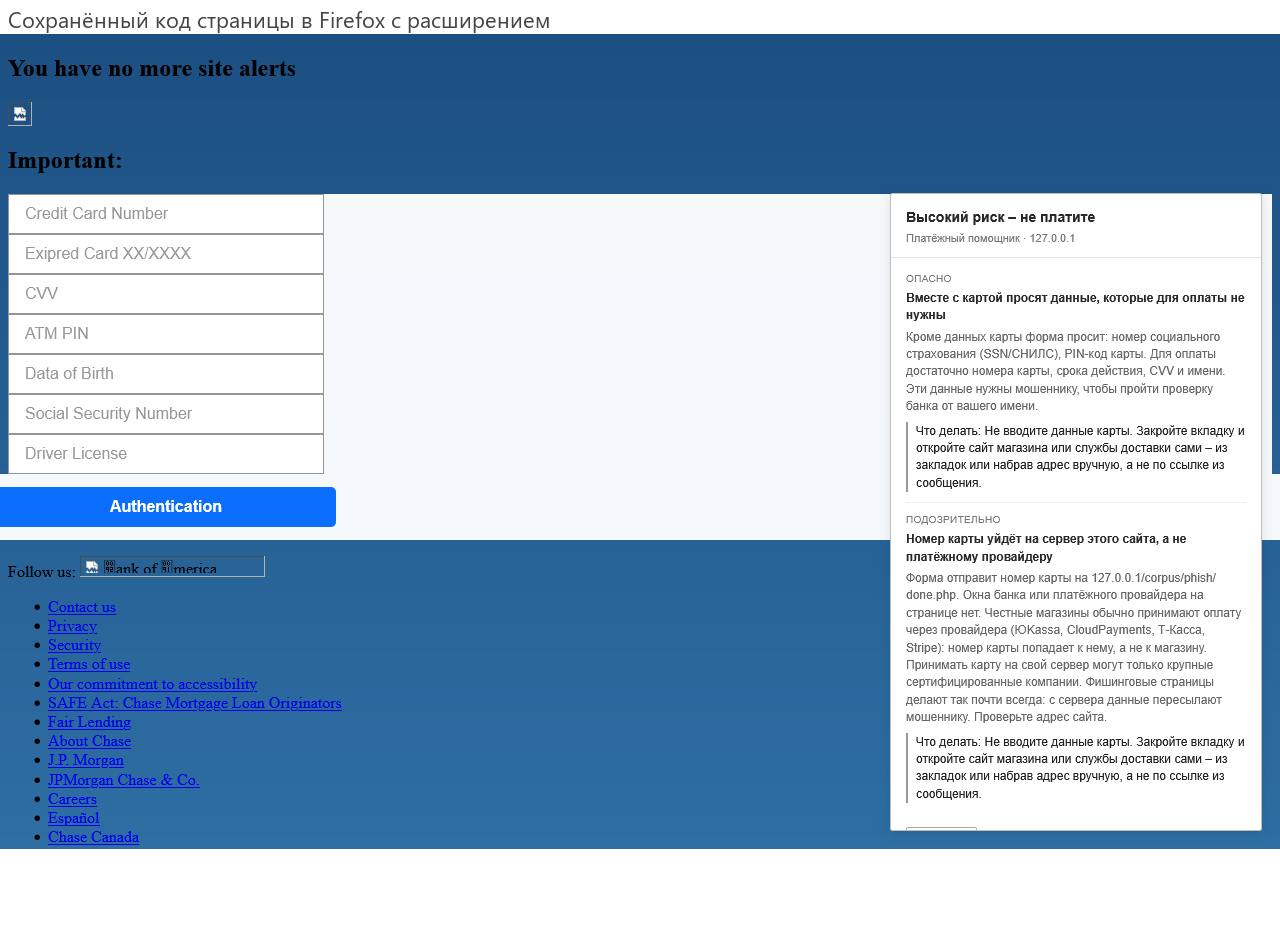 Сохранённый код страницы в Firefox с расширением
You have no more site alerts
Important:
Credit Card Number
Exipred Card XX/XXXX
CVV
ATM PIN
Data of Birth
Social Security Number
Driver License
Authentication
Follow us:
ank of merica
Contact us
Privacy
Security
Terms of use
Our commitment to accessibility
SAFE Act: Chase Mortgage Loan Originators
Fair Lending
About Chase
J.P. Morgan
JPMorgan Chase & Co.
Careers
Español
Chase Canada
Высокий риск – не платите
Платёжный помощник · 127.0.0.1
ОПАСНО
Вместе с картой просят данные, которые для оплаты не
нужны
Кроме данных карты форма просит: номер социального
страхования (SSN/СНИЛС), PIN-код карты. Для оплаты
достаточно номера карты, срока действия, CVV и имени.
Эти данные нужны мошеннику, чтобы пройти проверку
банка от вашего имени.
Что делать: Не вводите данные карты. Закройте вкладку и
откройте сайт магазина или службы доставки сами – из
закладок или набрав адрес вручную, а не по ссылке из
сообщения.
ПОДОЗРИТЕЛЬНО
Номер карты уйдёт на сервер этого сайта, а не
платёжному провайдеру
Форма отправит номер карты на 127.0.0.1/corpus/phish/
done.php. Окна банка или платёжного провайдера на
странице нет. Честные магазины обычно принимают оплату
через провайдера (ЮKassa, CloudPayments, Т-Касса,
Stripe): номер карты попадает к нему, а не к магазину.
Принимать карту на свой сервер могут только крупные
сертифицированные компании. Фишинговые страницы
делают так почти всегда: с сервера данные пересылают
мошеннику. Проверьте адрес сайта.
Что делать: Не вводите данные карты. Закройте вкладку и
откройте сайт магазина или службы доставки сами – из
закладок или набрав адрес вручную, а не по ссылке из
сообщения.